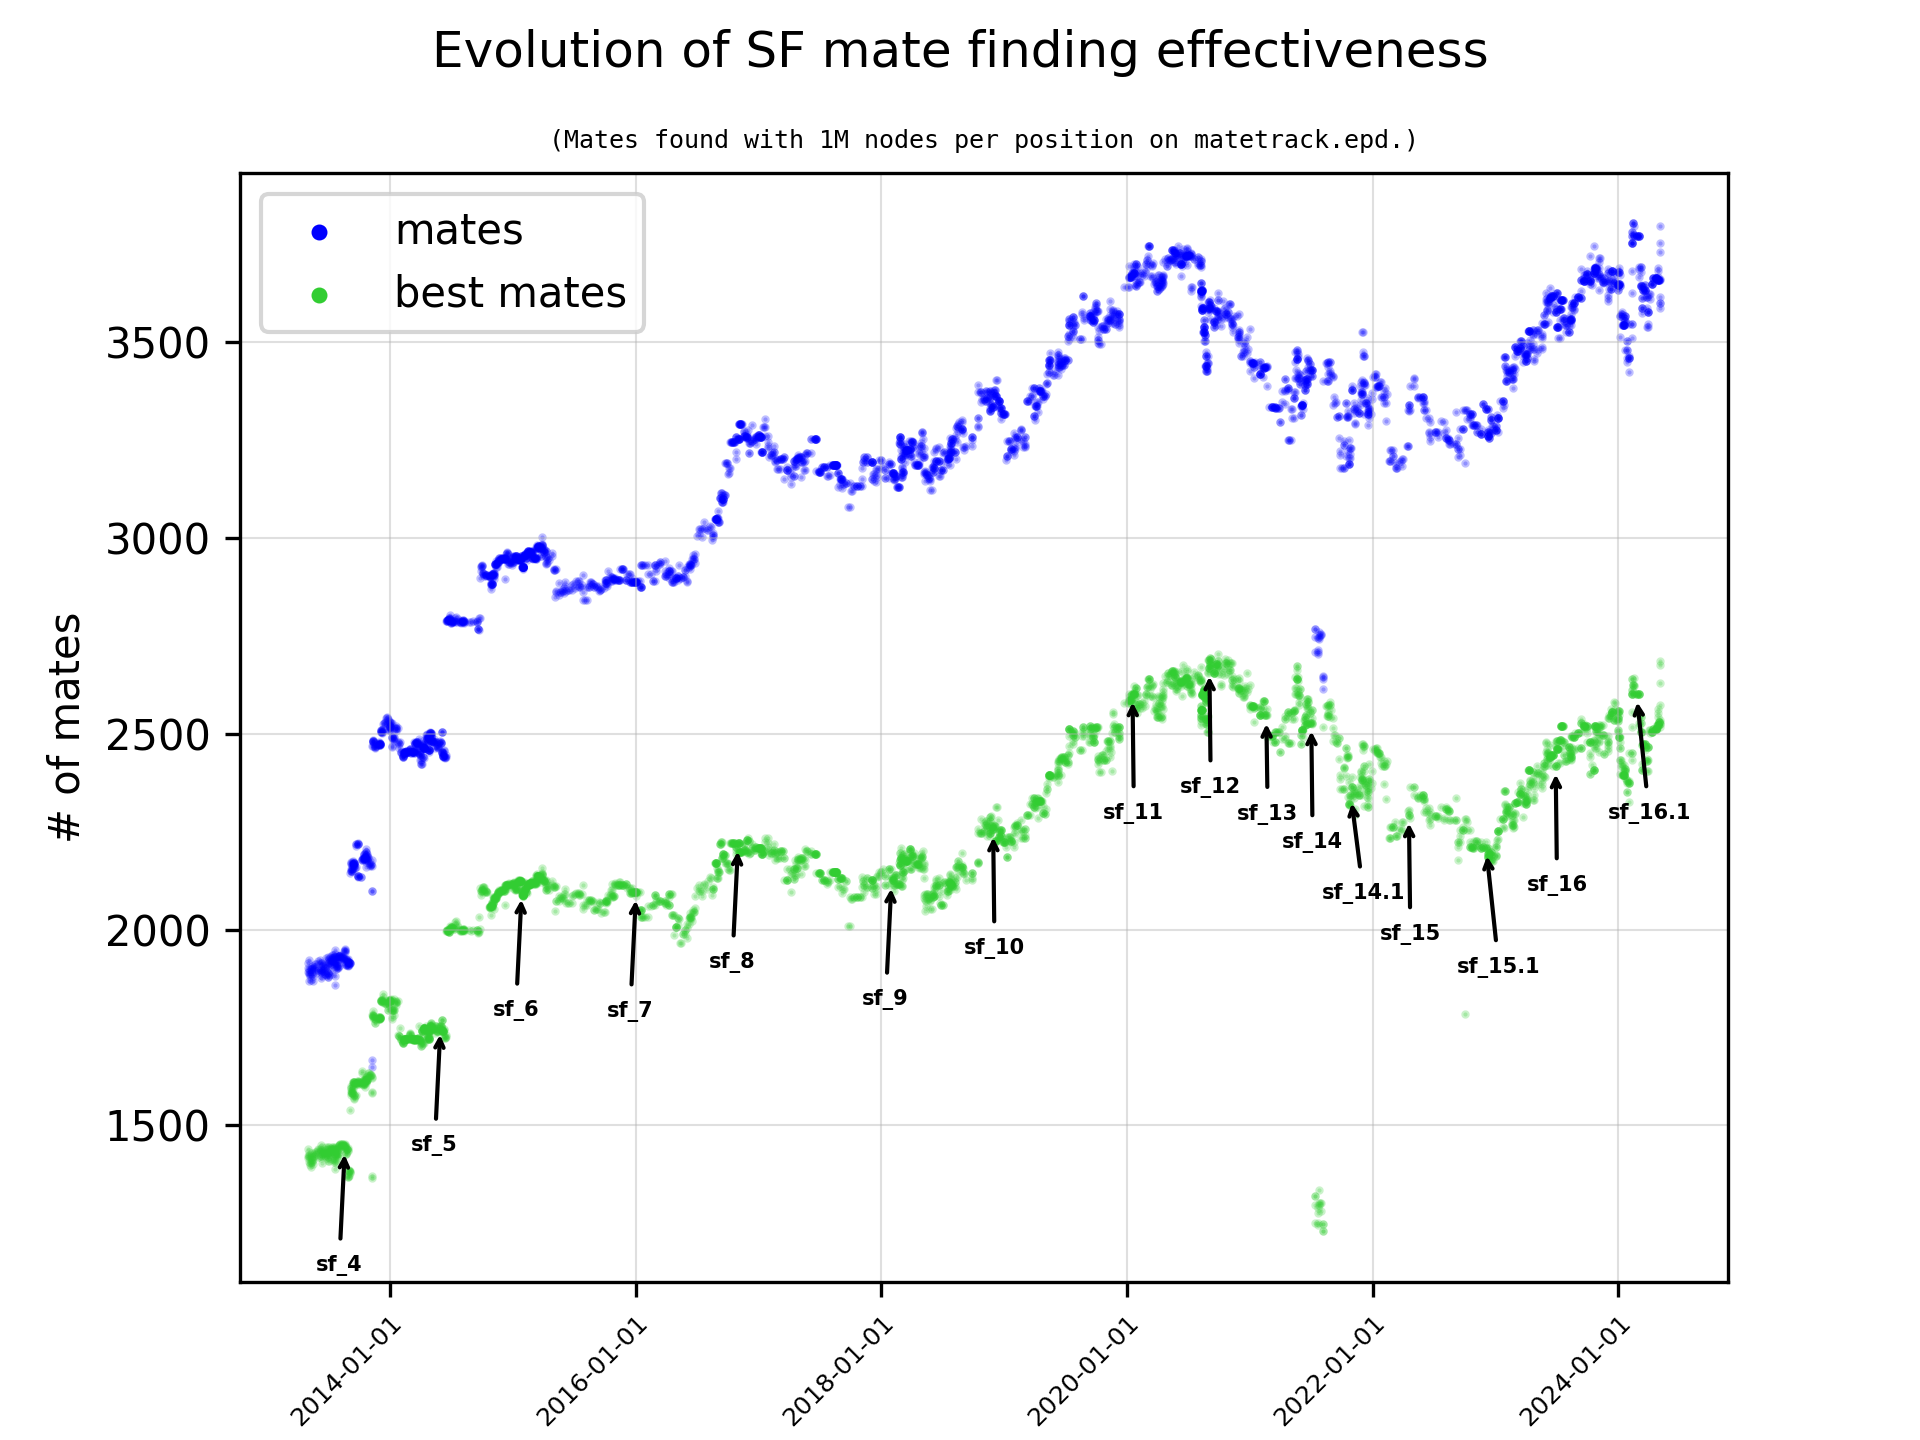 Evolution of SF mate finding effectiveness
(Mates found with 1M nodes per position on matetrack.epd.)
mates
best mates
# of mates
3500
3000
2500
2000
1500
sf_4
sf_5
sf_6
sf_7
sf_8
sf_9
sf_10
sf_11
sf_12
sf_13
sf_14
sf_14.1
sf_15
sf_15.1
sf_16
sf_16.1
2014-01-01
2016-01-01
2018-01-01
2020-01-01
2022-01-01
2024-01-01